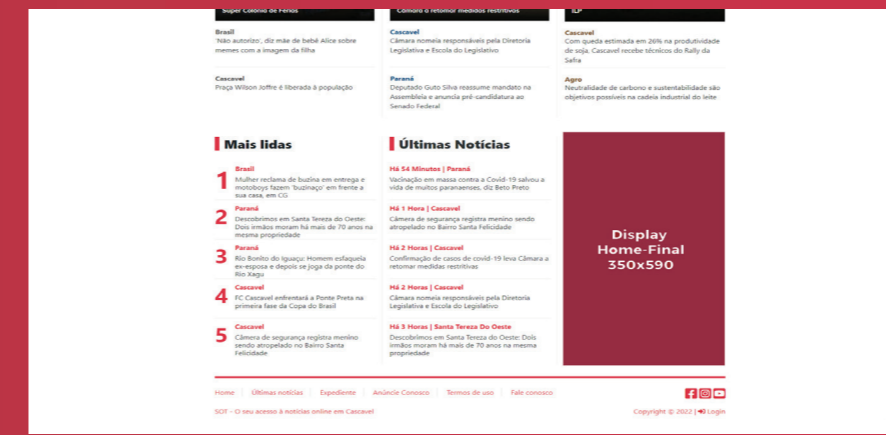 Super Colônio de Férias
Câmara a retomar medidos restritivos
ILP
Brasil
'Não autorizo', diz mãe de bebê Alice sobre
memes com a imagem da filha
Cascavel
Praça Wilson Joffre é liberada à população
Cascavel
Câmara nomeia responsáveis pela Diretoria
Legislativa e Escola do Legislativo
Paraná
Deputado Guto Silva reassume mandato na
Assembleia e anuncia pré-candidatura ao
Senado Federal
Cascavel
Com queda estimada em 26% na produtividade
de soja, Cascavel recebe técnicos do Rally da
Safra
Agro
Neutralidade de carbono e sustentabilidade são
objetivos possíveis na cadeia industrial do leite
Mais lidas
1
Brasil
Mulher reclama de buzina em entrega e
motoboys fazem 'buzinaço' em frente a
sua casa, em CG
2
Paraná
Descobrimos em Santa Tereza do Oeste:
Dois irmãos moram há mais de 70 anos na
mesma propriedade
3
Paraná
Rio Bonito do Iguaçu: Homem esfaqueia
ex-esposa e depois se joga da ponte do
Rio Xagu
4
Cascavel
FC Cascavel enfrentará a Ponte Preta na
primeira fase da Copa do Brasil
5
Cascavel
Câmera de segurança registra menino
sendo atropelado no Bairro Santa
Felicidade
Últimas Notícias
Há 54 Minutos | Paraná
Vacinação em massa contra a Covid-19 salvou a
vida de muitos paranaenses, diz Beto Preto
Há 1 Hora | Cascavel
Câmera de segurança registra menino sendo
atropelado no Bairro Santa Felicidade
Há 2 Horas | Cascavel
Confirmação de casos de covid-19 leva Câmara a
retomar medidas restritivas
Há 2 Horas | Cascavel
Câmara nomeia responsáveis pela Diretoria
Legislativa e Escola do Legislativo
Há 3 Horas | Santa Tereza Do Oeste
Descobrimos em Santa Tereza do Oeste: Dois
irmãos moram há mais de 70 anos na mesma
propriedade
Display
Home-Final
350x590
Home Últimas notícias Expediente Anúncie Conosco Termos de uso Fale conosco
SOT - O seu acesso à notícias online em Cascavel
Copyright © 2022 | Login